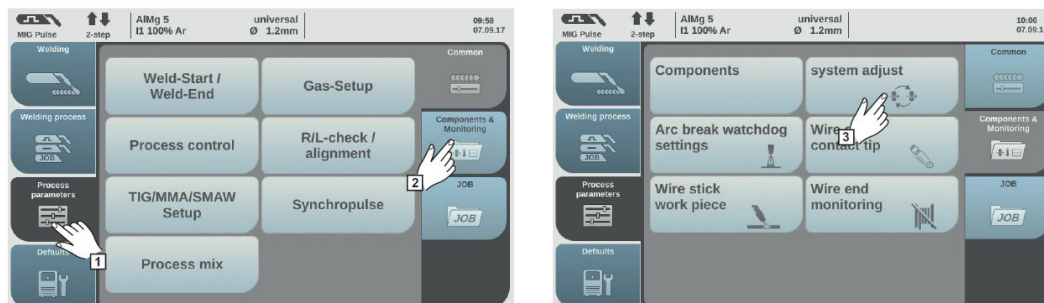 MIG Pulse
2-step
AlMg 5
I1 100% Ar
universal
Ø 1.2mm
09:58
07.09.17
Welding
Welding process
JOB
Process
parameters
Defaults
Weld-Start /
Weld-End
Gas-Setup
Process control
R/L-check /
alignment
TIG/MMA/SMAW
Setup
Synchropulse
Process mix
Common
Components &
Monitoring
JOB
JOB
1
2
MIG Pulse
2-step
AlMg 5
I1 100% Ar
universal
Ø 1.2mm
10:06
Welding
Welding process
JOB
Process
parameters
Defaults
Components
system adjust
Arc break watchdog
settings
Wire
contact tip
Wire stick
work piece
Wire end
monitoring
Common
Components &
Monitoring
JOB
JOB
3